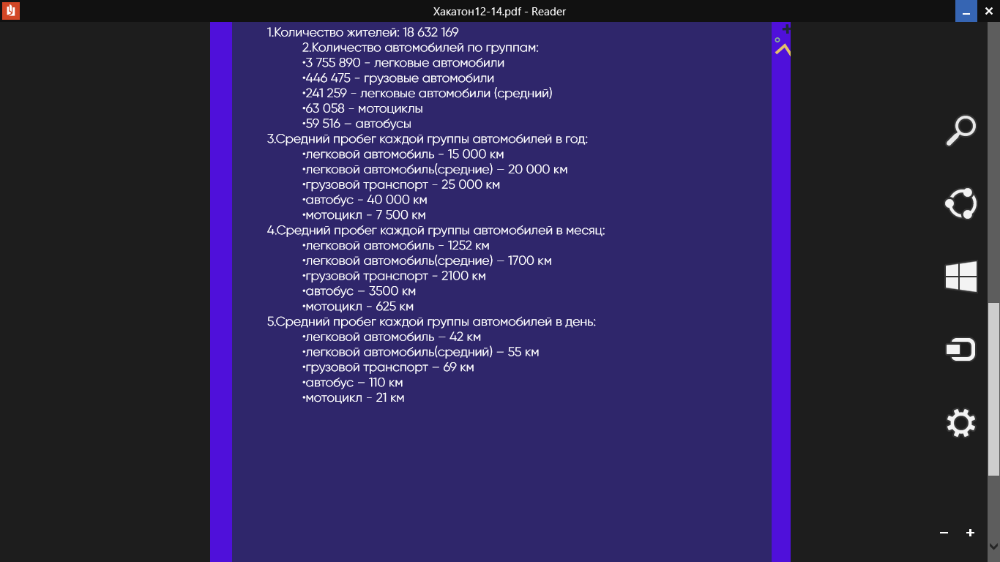 Хакатон12-14.pdf - Reader
1.Количество жителей: 18 632 169
2.Количество автомобилей по группам:
•3 755 890 - легковые автомобили
•446 475 - грузовые автомобили
•241 259 - легковые автомобили (средний)
•63 058 - мотоциклы
•59 516 – автобусы
3.Средний пробег каждой группы автомобилей в год:
•легковой автомобиль - 15 000 км
•легковой автомобиль(средние) – 20 000 км
•грузовой транспорт - 25 000 км
•автобус - 40 000 км
•мотоцикл - 7 500 км
4.Средний пробег каждой группы автомобилей в месяц:
•легковой автомобиль - 1252 км
•легковой автомобиль(средние) – 1700 км
•грузовой транспорт - 2100 км
•автобус – 3500 км
•мотоцикл - 625 км
5.Средний пробег каждой группы автомобилей в день:
•легковой автомобиль – 42 км
•легковой автомобиль(средний) – 55 км
•грузовой транспорт – 69 км
•автобус – 110 км
•мотоцикл - 21 км